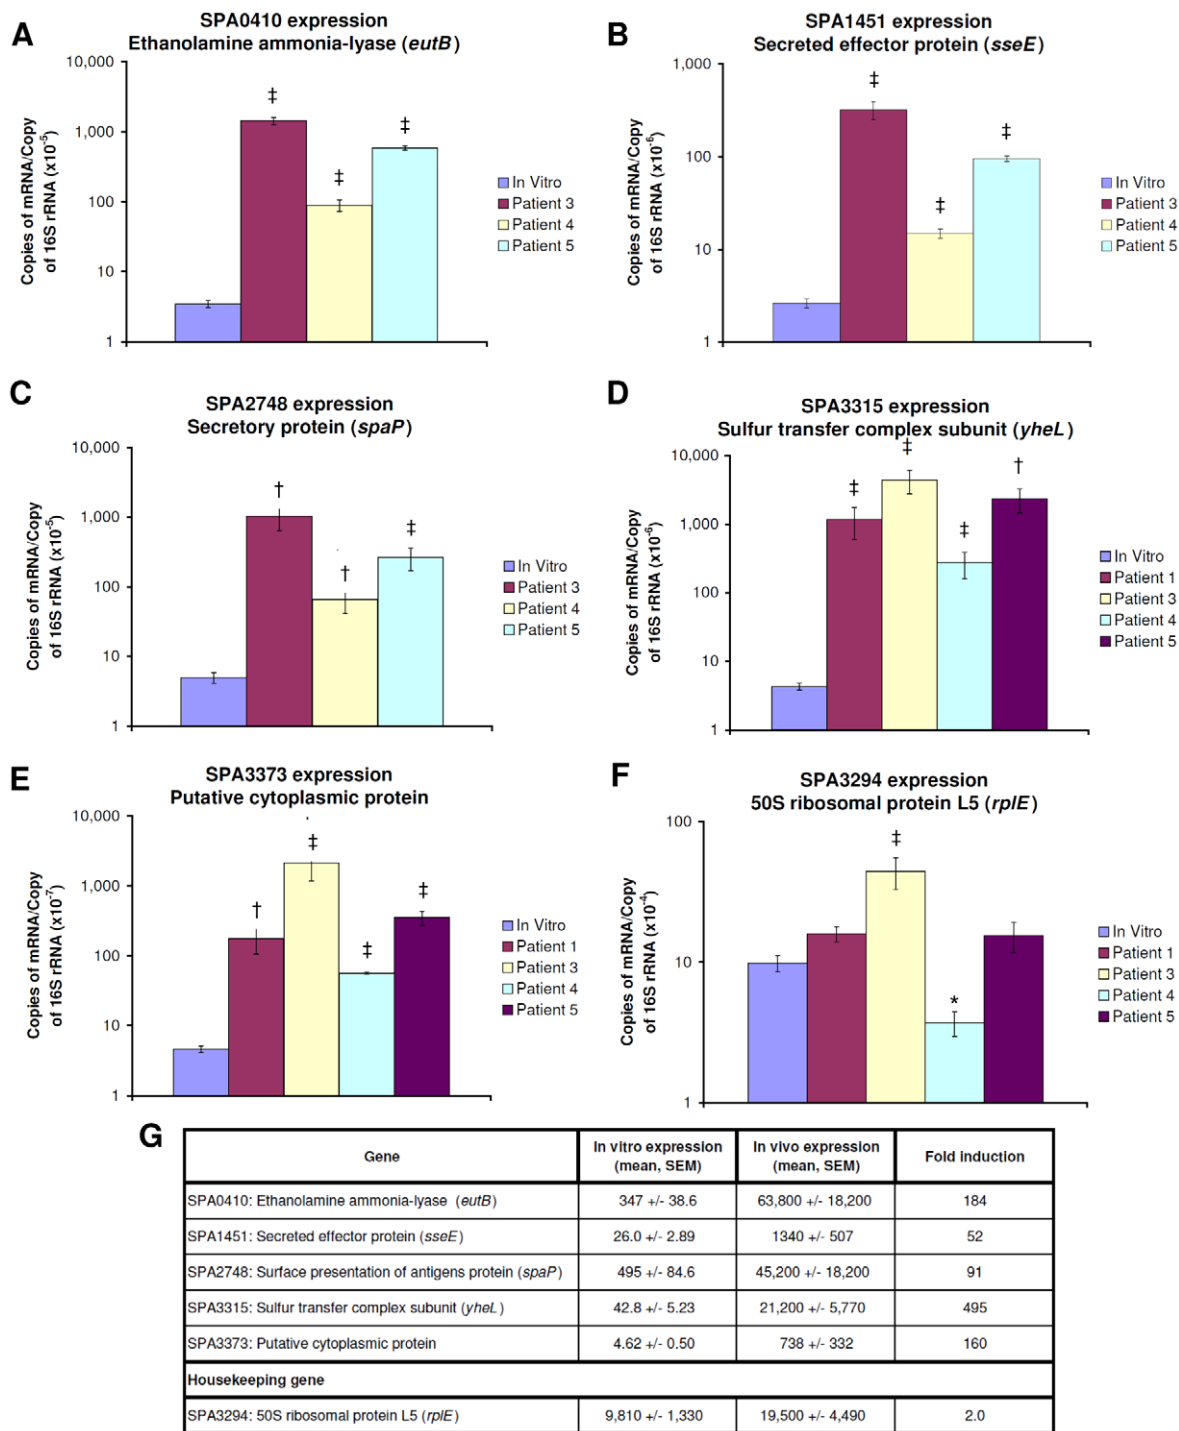 A
SPA0410 expression
Ethanolamine ammonia-lyase (eutB)
Copies of mRNA/Copy
of 16S rRNA (x10-5)
10,000
1,000
100
10
1
‡
‡
‡
In Vitro
Patient 3
Patient 4
Patient 5
B
SPA1451 expression
Secreted effector protein (sseE)
Copies of mRNA/Copy
of 16S rRNA (x10-6)
1,000
100
10
1
‡
‡
‡
In Vitro
Patient 3
Patient 4
Patient 5
C
SPA2748 expression
Secretory protein (spaP)
Copies of mRNA/Copy
of 16S rRNA (x10-5)
10,000
1,000
100
10
1
†
†
‡
In Vitro
Patient 3
Patient 4
Patient 5
D
SPA3315 expression
Sulfur transfer complex subunit (yheL)
Copies of mRNA/Copy
of 16S rRNA (x10-6)
10,000
1,000
100
10
1
‡
‡
‡
†
In Vitro
Patient 1
Patient 3
Patient 4
Patient 5
E
SPA3373 expression
Putative cytoplasmic protein
Copies of mRNA/Copy
of 16S rRNA (x10-7)
10,000
1,000
100
10
1
†
‡
‡
‡
In Vitro
Patient 1
Patient 3
Patient 4
Patient 5
F
SPA3294 expression
50S ribosomal protein L5 (rplE)
Copies of mRNA/Copy
of 16S rRNA (x10-4)
100
10
1
‡
*
In Vitro
Patient 1
Patient 3
Patient 4
Patient 5
G
Gene In vitro expression (mean, SEM) In vivo expression (mean, SEM) Fold induction
SPA0410: Ethanolamine ammonia-lyase (eutB) 347 +/- 38.6 63,800 +/- 18,200 184
SPA1451: Secreted effector protein (sseE) 26.0 +/- 2.89 1340 +/- 507 52
SPA2748: Surface presentation of antigens protein (spaP) 495 +/- 84.6 45,200 +/- 18,200 91
SPA3315: Sulfur transfer complex subunit (yheL) 42.8 +/- 5.23 21,200 +/- 5,770 495
SPA3373: Putative cytoplasmic protein 4.62 +/- 0.50 738 +/- 332 160
Housekeeping gene
SPA3294: 50S ribosomal protein L5 (rplE) 9,810 +/- 1,330 19,500 +/- 4,490 2.0